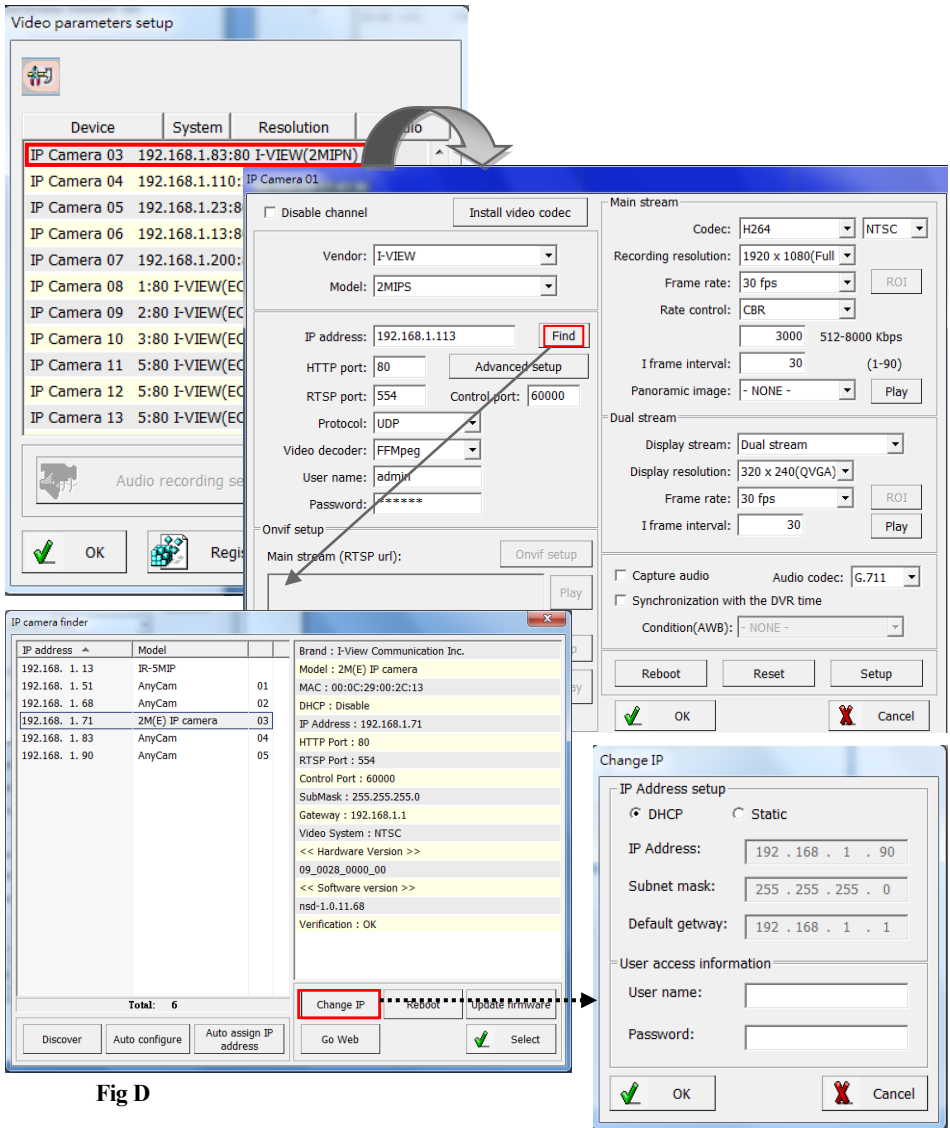 Video parameters setup
Device System Resolution
IP Camera 03 192.168.1.83:80 I-VIEW(2MIPN)
IP Camera 04 192.168.1.110:
IP Camera 05 192.168.1.23:8
IP Camera 06 192.168.1.13:8
IP Camera 07 192.168.1.200:
IP Camera 08 1:80 I-VIEW(EC
IP Camera 09 2:80 I-VIEW(EC
IP Camera 10 3:80 I-VIEW(EC
IP Camera 11 5:80 I-VIEW(EC
IP Camera 12 5:80 I-VIEW(EC
IP Camera 13 5:80 I-VIEW(EC
Audio recording se
OK Regi
IP Camera 01
Disable channel Install video codec
Vendor: I-VIEW
Model: 2MIPS
IP address: 192.168.1.113 Find
HTTP port: 80 Advanced setup
RTSP port: 554 Control port: 60000
Protocol: UDP
Video decoder: FFMpeg
User name: admin
Password: ******
Onvif setup
Main stream (RTSP url): Onvif setup
Play
Main stream
Codec: H264 NTSC
Recording resolution: 1920 x 1080(Full
Frame rate: 30 fps ROI
Rate control: CBR
3000 512-8000 Kbps
I frame interval: 30 (1-90)
Panoramic image: - NONE - Play
Dual stream
Display stream: Dual stream
Display resolution: 320 x 240(QVGA)
Frame rate: 30 fps ROI
I frame interval: 30 Play
Capture audio Audio codec: G.711
Synchronization with the DVR time
Condition(AWB): - NONE -
Reboot Reset Setup
OK Cancel
IP camera finder
IP address Model
192.168. 1. 13 IR-5MIP
192.168. 1. 51 AnyCam 01
192.168. 1. 68 AnyCam 02
192.168. 1. 71 2M(E) IP camera 03
192.168. 1. 83 AnyCam 04
192.168. 1. 90 AnyCam 05
Total: 6
Discover Auto configure Auto assign IP
address
Brand : I-View Communication Inc.
Model : 2M(E) IP camera
MAC : 00:0C:29:00:2C:13
DHCP : Disable
IP Address : 192.168.1.71
HTTP Port : 80
RTSP Port : 554
Control Port : 60000
SubMask : 255.255.255.0
Gateway : 192.168.1.1
Video System : NTSC
<< Hardware Version >>
09_0028_0000_00
<< Software version >>
nsd-1.0.11.68
Verification : OK
Change IP Reboot Update firmware
Go Web Select
Change IP
IP Address setup
DHCP Static
IP Address: 192 . 168 . 1 . 90
Subnet mask: 255 . 255 . 255 . 0
Default getway: 192 . 168 . 1 . 1
User access information
User name:
Password:
OK Cancel
Fig D